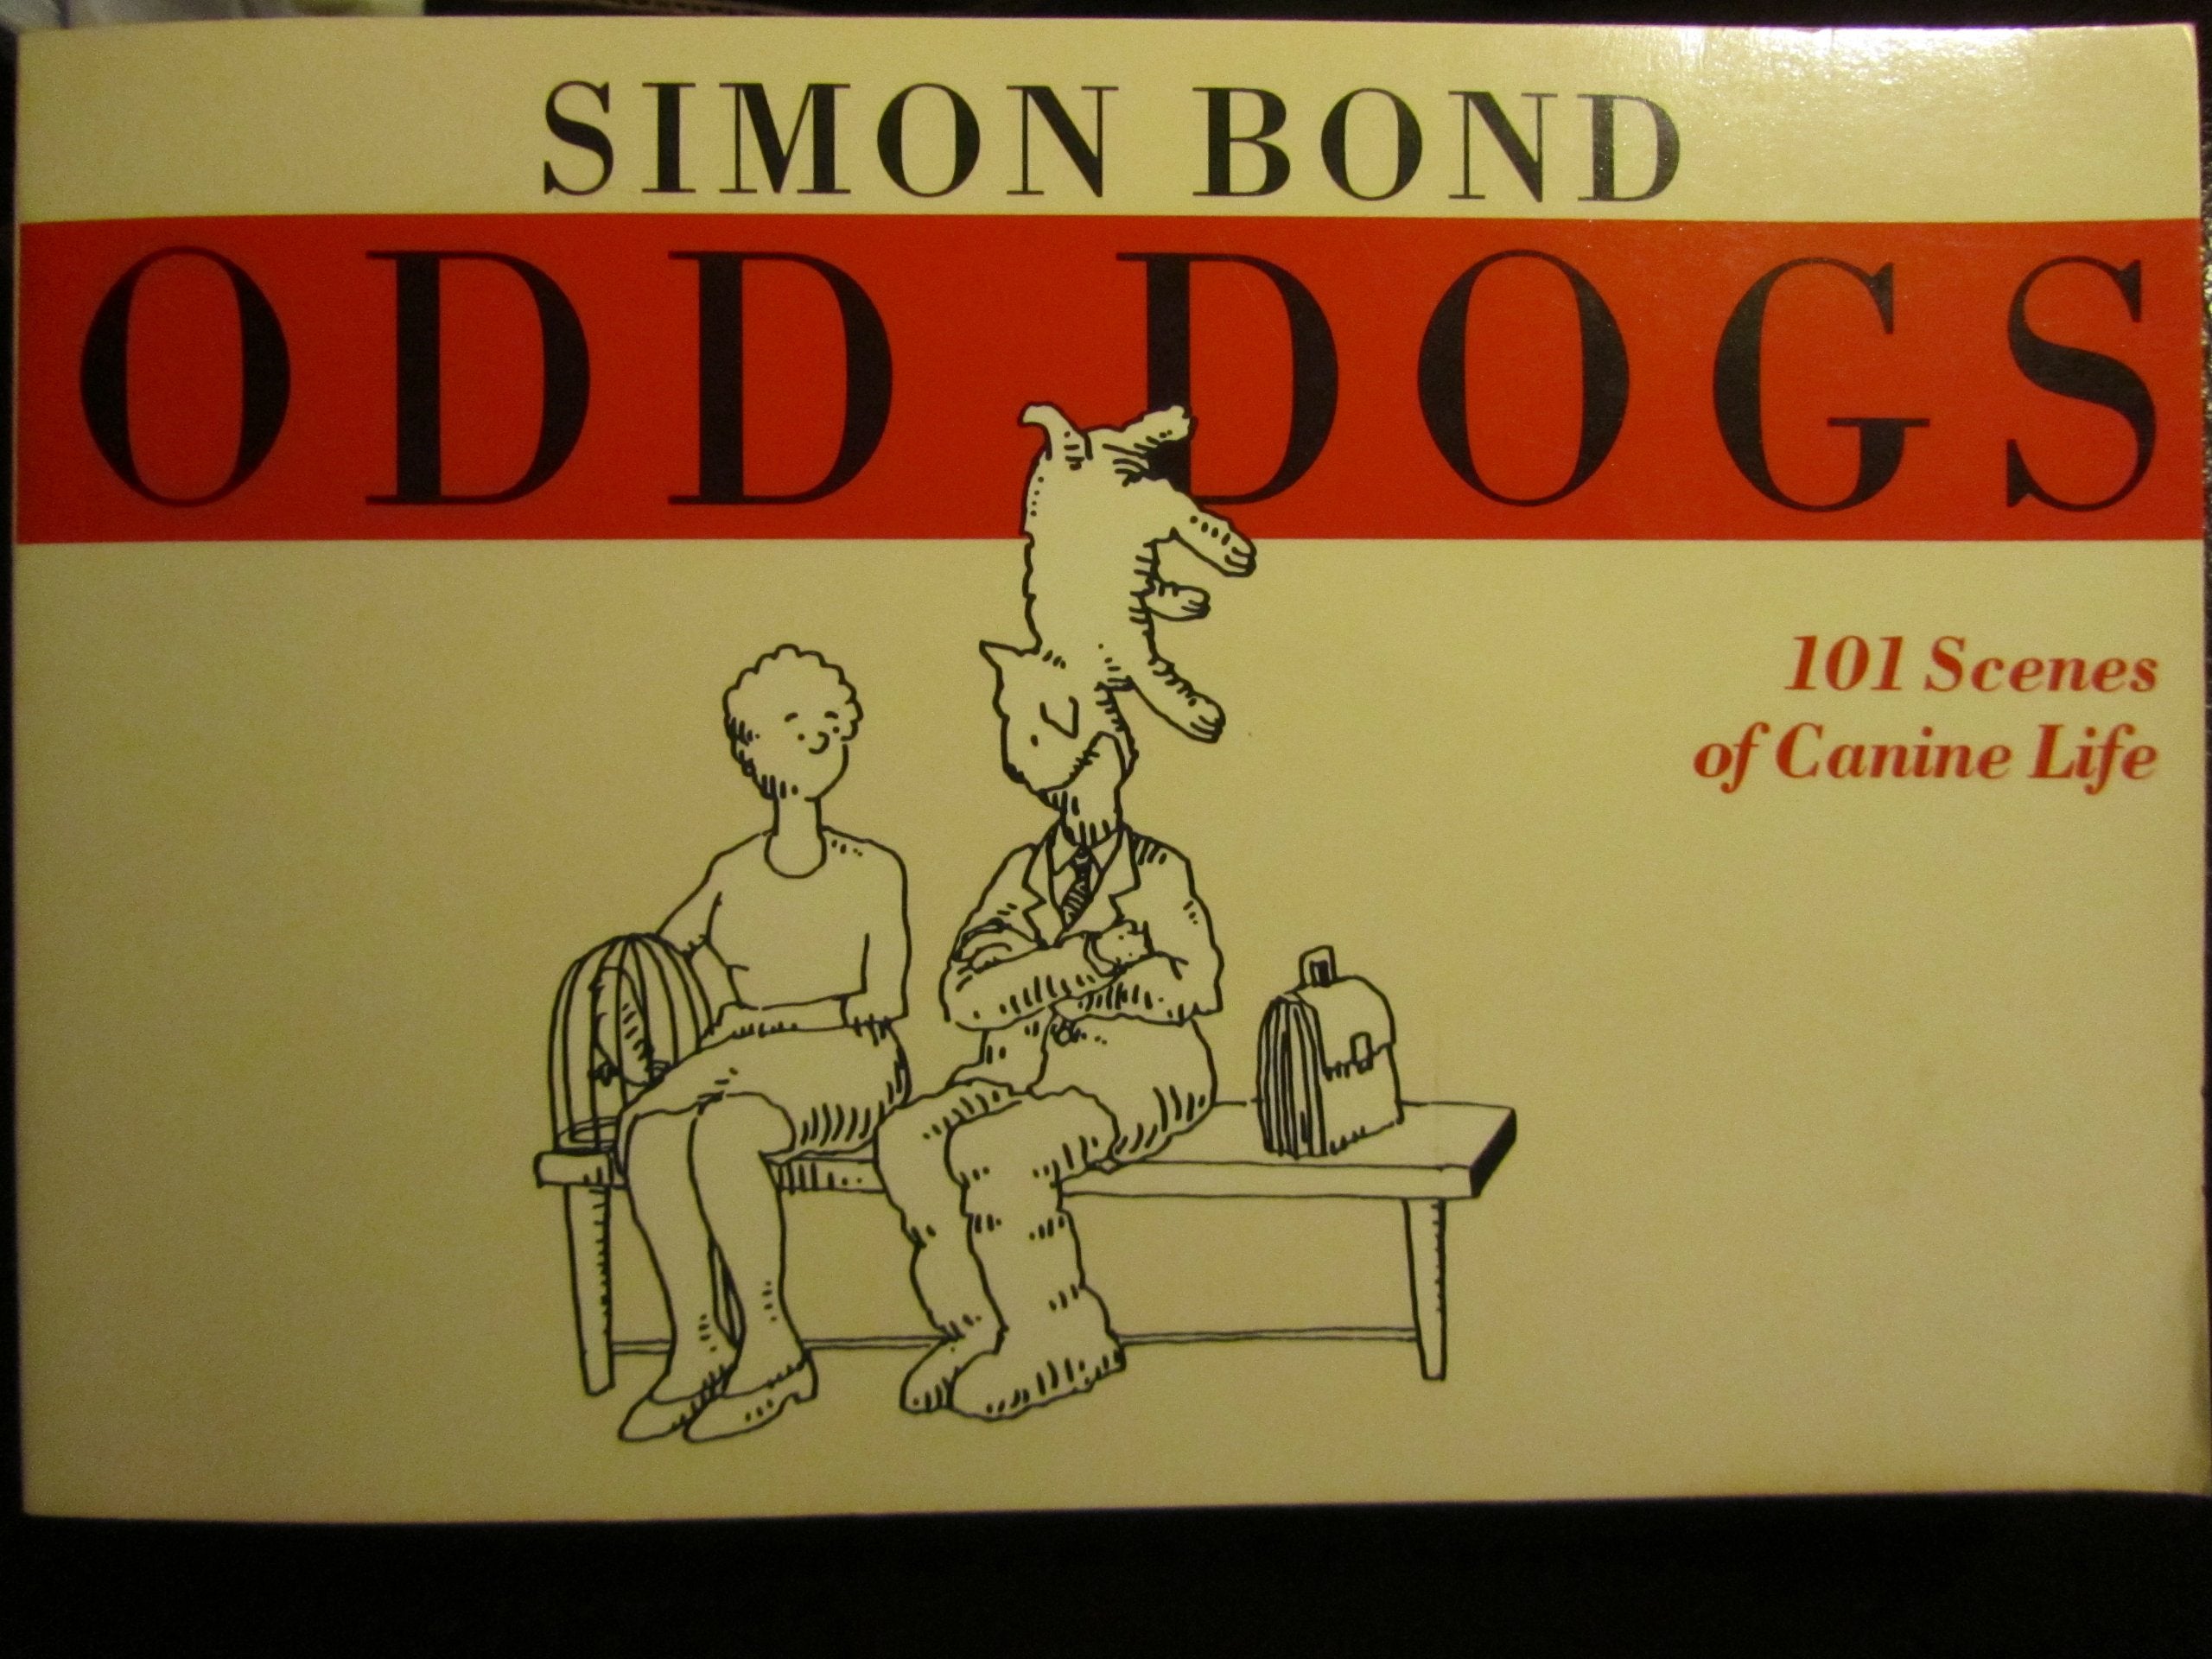 SIMON BOND
ODD DOGS
101 Scenes
of Canine Life